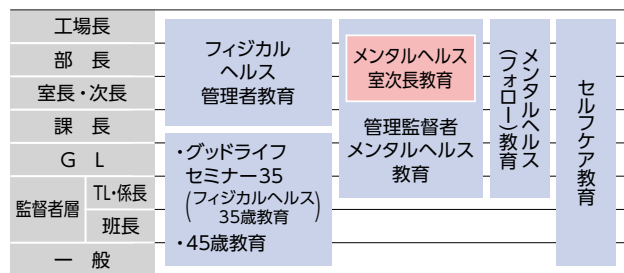 工場長
部 長
室長・次長
課 長
G L
監督者層
TL・係長
班長
一 般
フィジカル
ヘルス
管理者教育
・グッドライフ
セミナー35
(フィジカルヘルス
35歳教育)
・45歳教育
メンタルヘルス
室次長教育
管理監督者
メンタルヘルス
教育
メンタルヘルス
(フォロー)教育
セルフケア教育